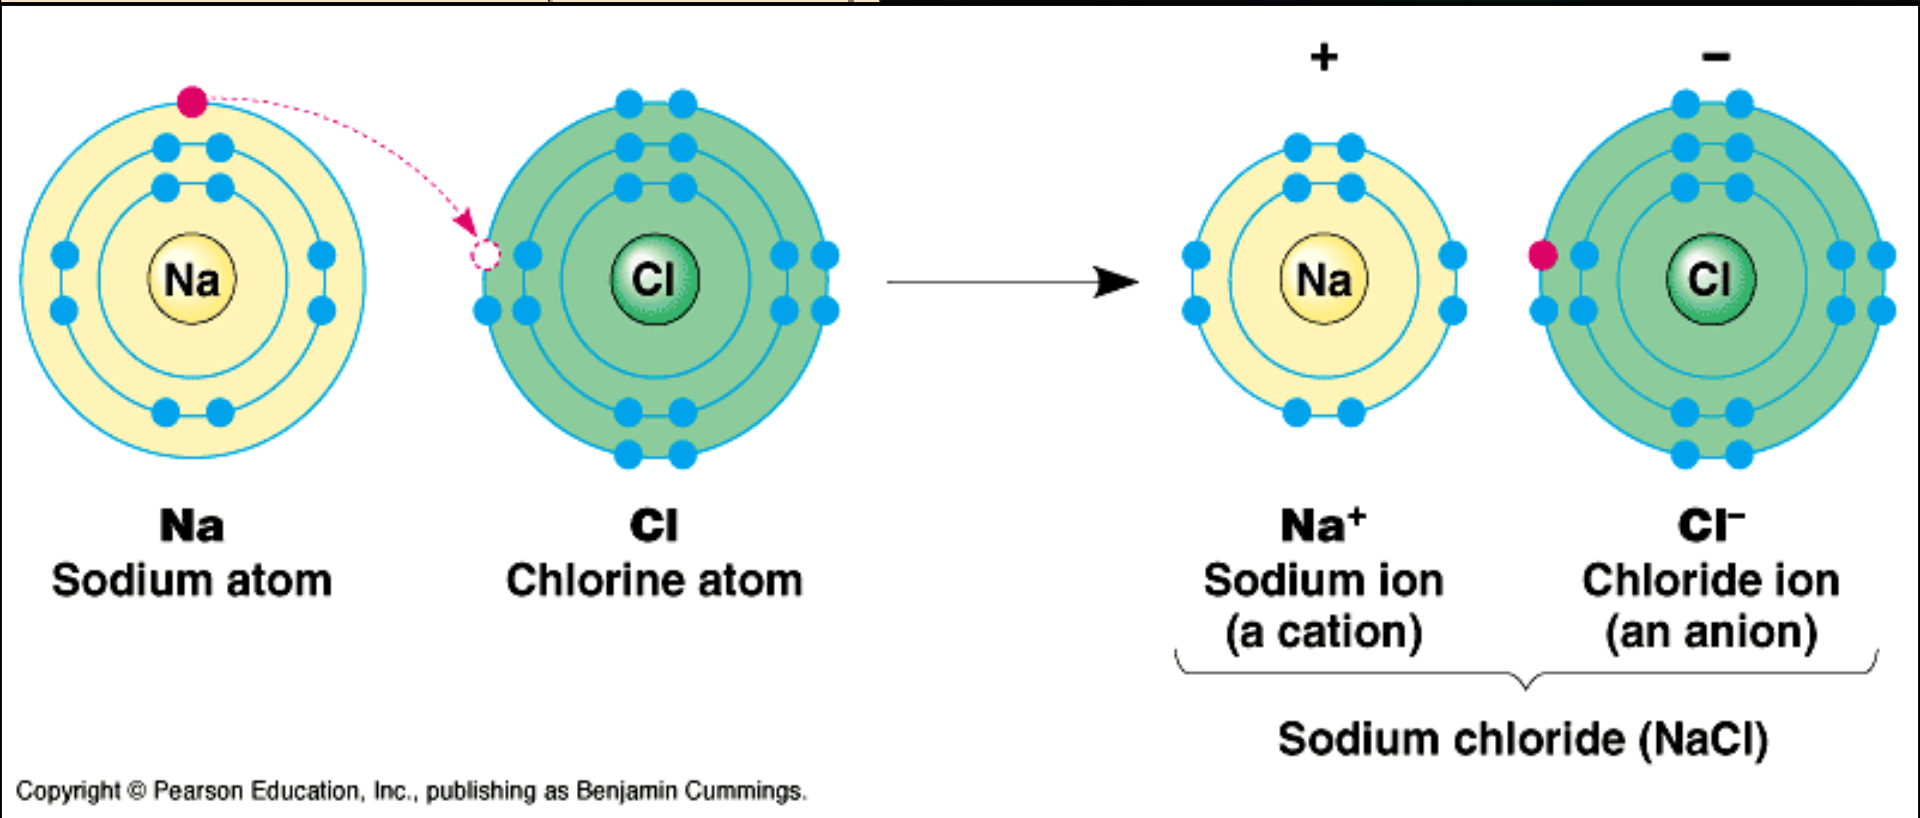 +
−
Na
Cl
Na
Cl
Na
Sodium atom
Cl
Chlorine atom
Na⁺
Sodium ion
(a cation)
Cl⁻
Chloride ion
(an anion)
Sodium chloride (NaCl)
Copyright © Pearson Education, Inc., publishing as Benjamin Cummings.